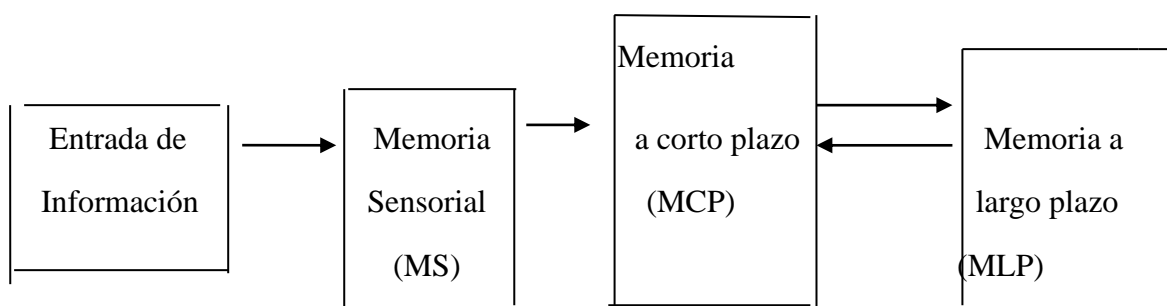 Entrada de
Información
Memoria
Sensorial
(MS)
Memoria
a corto plazo
(MCP)
Memoria a
largo plazo
(MLP)